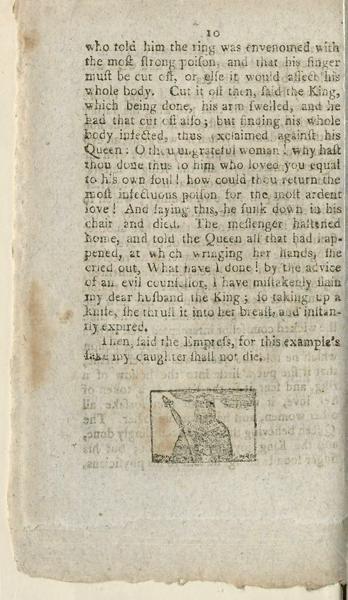 10
who told him the ring was envenomed with
the moſt ſtrong poiſon, and that his finger
muſt be cut off, or elſe it would affect his
whole body. Cut it off then, ſaid the King,
which being done, his arm ſwelled, and he
had that cut off alſo; but finding his whole
body infected, thus exclaimed againſt his
Queen: O thou ungrateful woman! why haſt
thou done thus to him who loved you equal
to his own ſoul! how could thou return the
moſt infectuous poiſon for the moſt ardent
love! And ſaying this, he ſunk down in his
chair and died. The meſſenger haſtened
home, and told the Queen all that had hap-
pened, at which wringing her hands, ſhe
cried out, What have I done! by the advice
of an evil counſellor, I have miſtakenly ſlain
my dear huſband the King; ſo taking up a
knife, ſhe thruſt it into her breaſt, and inſtan-
tly expired.
Then, ſaid the Empreſs, for this example's
ſake my daughter ſhall not die.